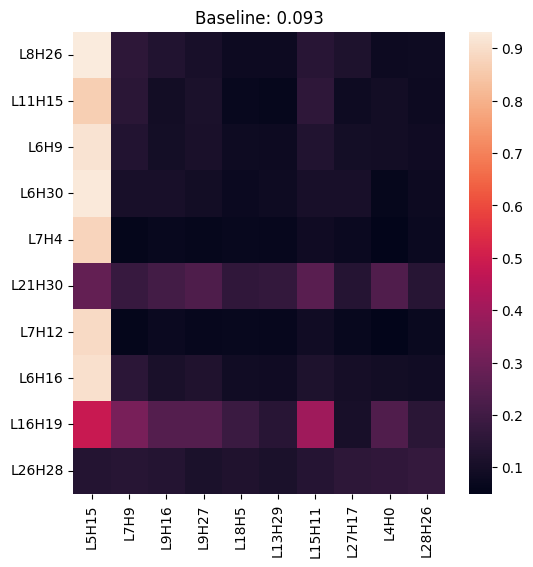 Baseline: 0.093
L8H26
L11H15
L6H9
L6H30
L7H4
L21H30
L7H12
L6H16
L16H19
L26H28
L5H15
L7H9
L9H16
L9H27
L18H5
L13H29
L15H11
L27H17
L4H0
L28H26
0.9
0.8
0.7
0.6
0.5
0.4
0.3
0.2
0.1